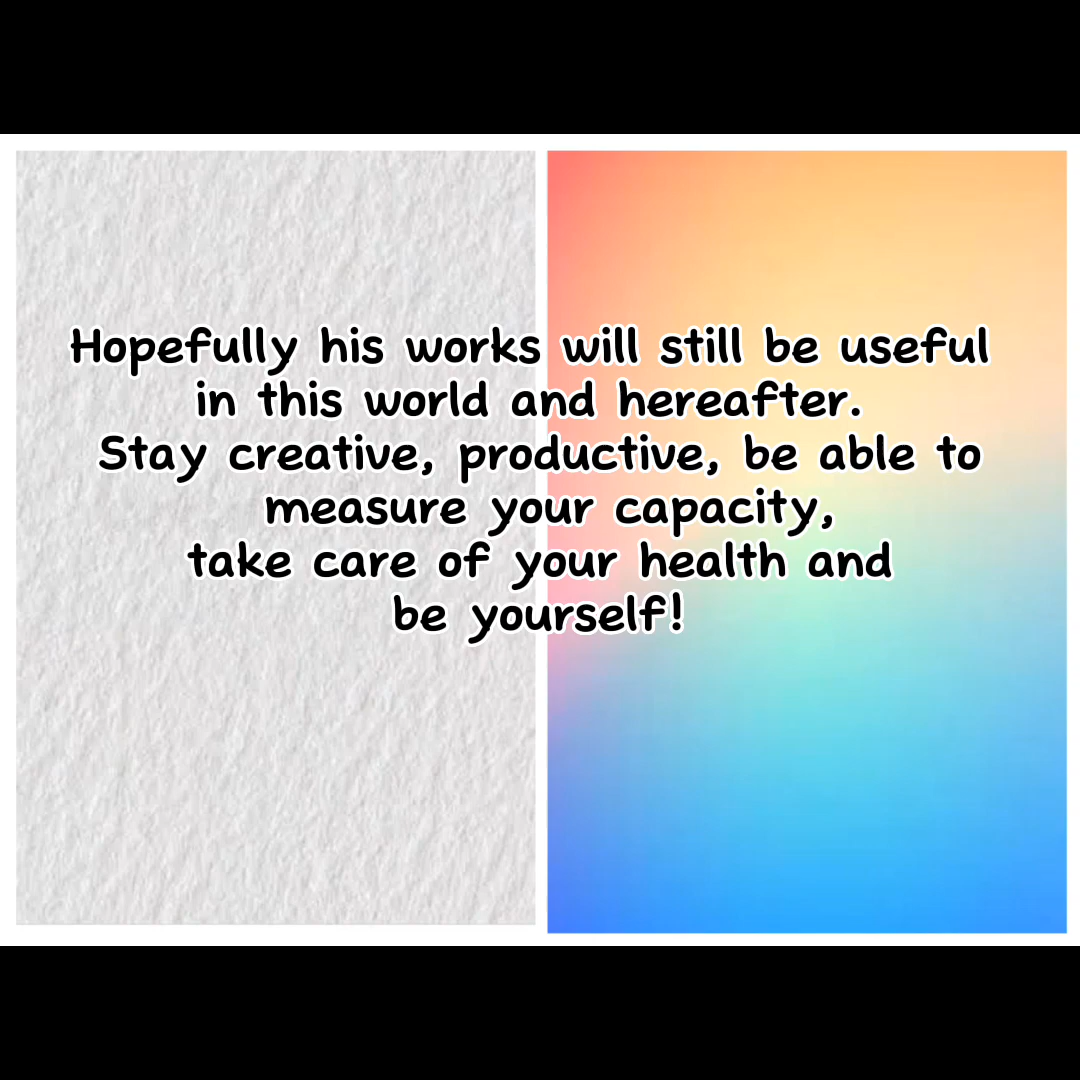 Hopefully his works will still be useful
in this world and hereafter.
Stay creative, productive, be able to
measure your capacity,
take care of your health and
be yourself!